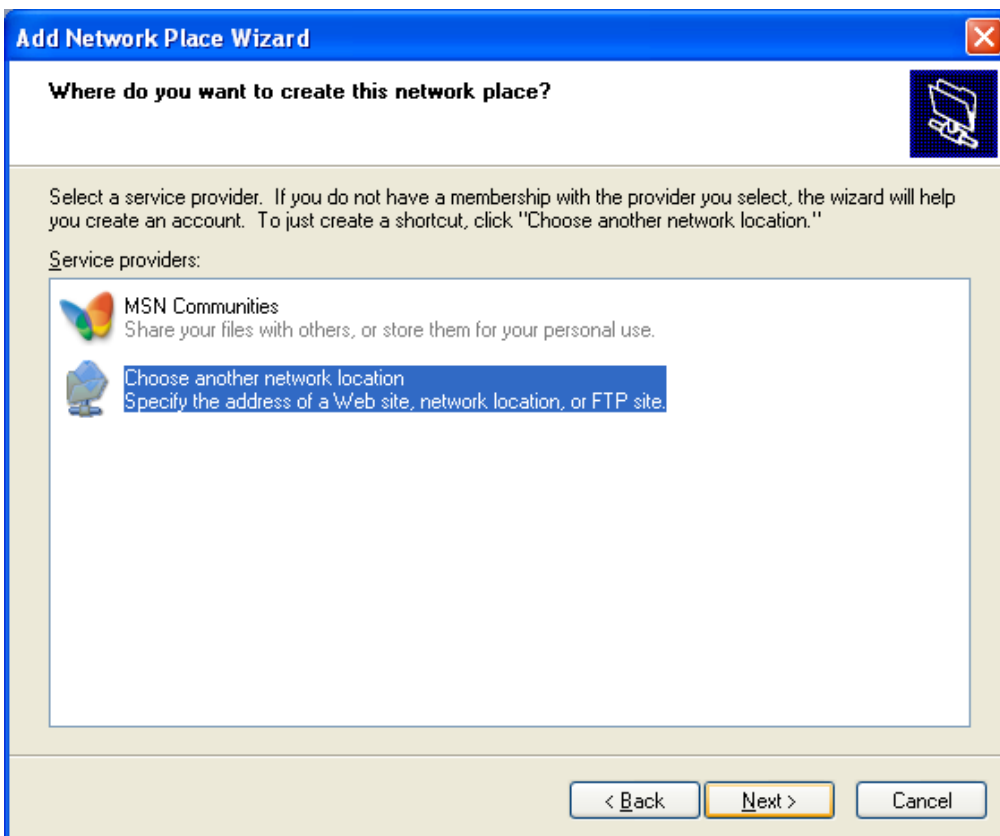 Add Network Place Wizard
Where do you want to create this network place?
Select a service provider.  If you do not have a membership with the provider you select, the wizard will help
you create an account.  To just create a shortcut, click "Choose another network location."
Service providers:
MSN Communities
Share your files with others, or store them for your personal use.
Choose another network location
Specify the address of a Web site, network location, or FTP site.
< Back
Next >
Cancel